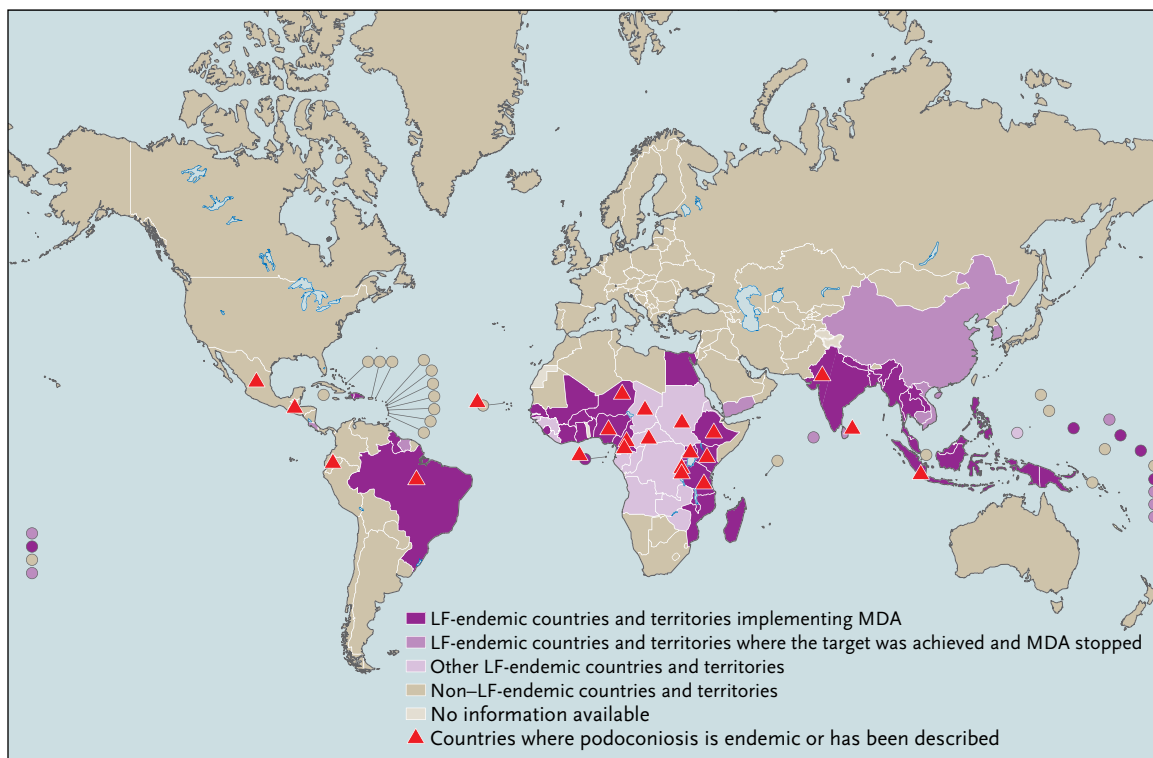 LF-endemic countries and territories implementing MDA
LF-endemic countries and territories where the target was achieved and MDA stopped
Other LF-endemic countries and territories
Non–LF-endemic countries and territories
No information available
Countries where podoconiosis is endemic or has been described